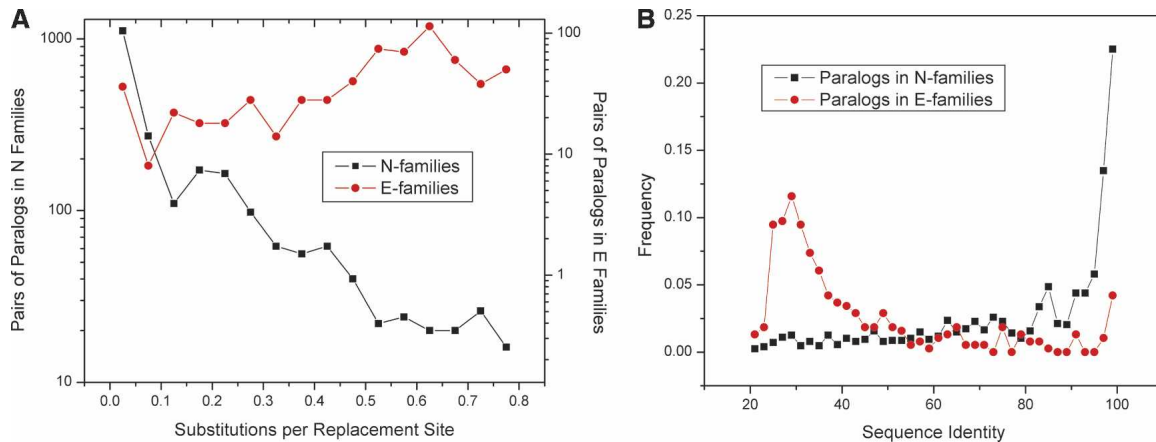 A
Pairs of Paralogs in N Families
1000
100
10
N-families
E-families
100
10
1
Pairs of Paralogs in E Families
0.0 0.1 0.2 0.3 0.4 0.5 0.6 0.7 0.8
Substitutions per Replacement Site
B
Frequency
0.25
0.20
0.15
0.10
0.05
0.00
Paralogs in N-families
Paralogs in E-families
20 40 60 80 100
Sequence Identity